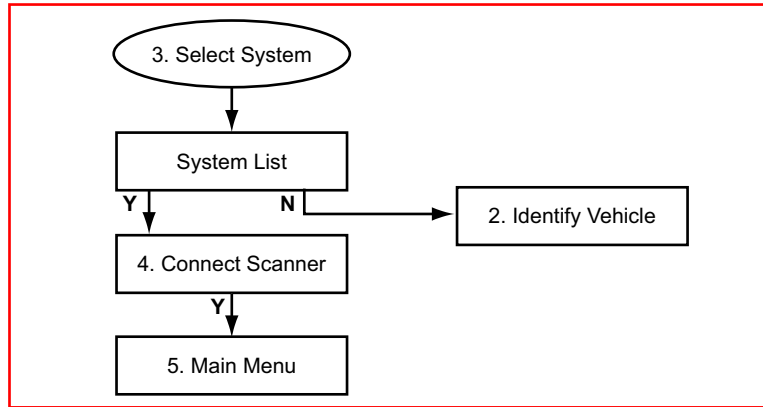 3. Select System
System List
Y
N
2. Identify Vehicle
4. Connect Scanner
Y
5. Main Menu